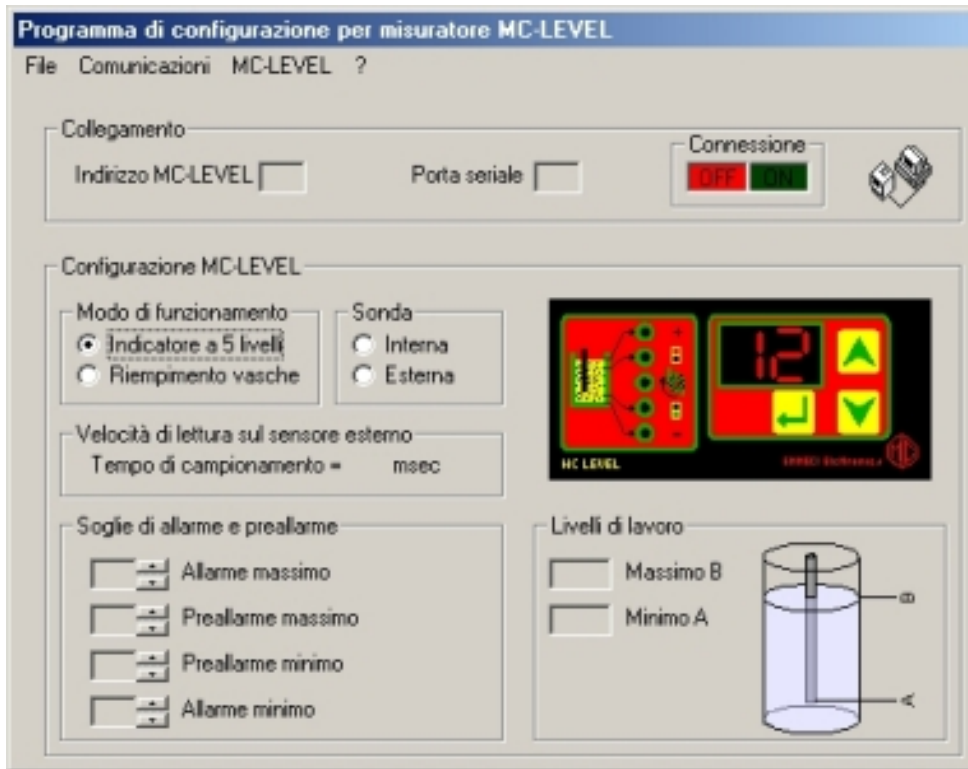 Programma di configurazione per misuratore MC-LEVEL
File Comunicazioni MC-LEVEL ?
Collegamento
Indirizzo MC-LEVEL
Porta seriale
Connessione
OFF ON
Configurazione MC-LEVEL
Modo di funzionamento
Indicatore a 5 livelli
Riempimento vasche
Sonda
Interna
Esterna
12
MC LEVEL
MC
Velocità di lettura sul sensore esterno
Tempo di campionamento = msec
Soglie di allarme e preallarme
Allarme massimo
Preallarme massimo
Preallarme minimo
Allarme minimo
Livelli di lavoro
Massimo B
Minimo A
B
A